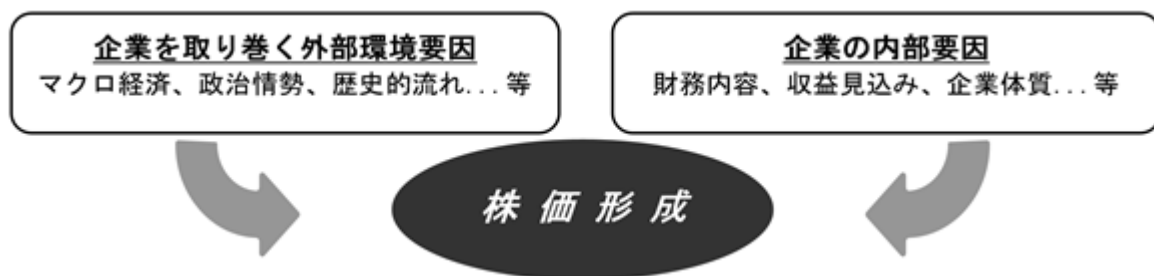 企業を取り巻く外部環境要因
マクロ経済、政治情勢、歴史的流れ...等
企業の内部要因
財務内容、収益見込み、企業体質...等
株価形成